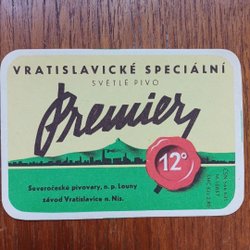 VRATISLAVICKÉ SPECIÁLNÍ
SVĚTLÉ PIVO
Premier
12°
Severočeské pivovary, n. p. Louny
závod Vratislavice n. Nis.